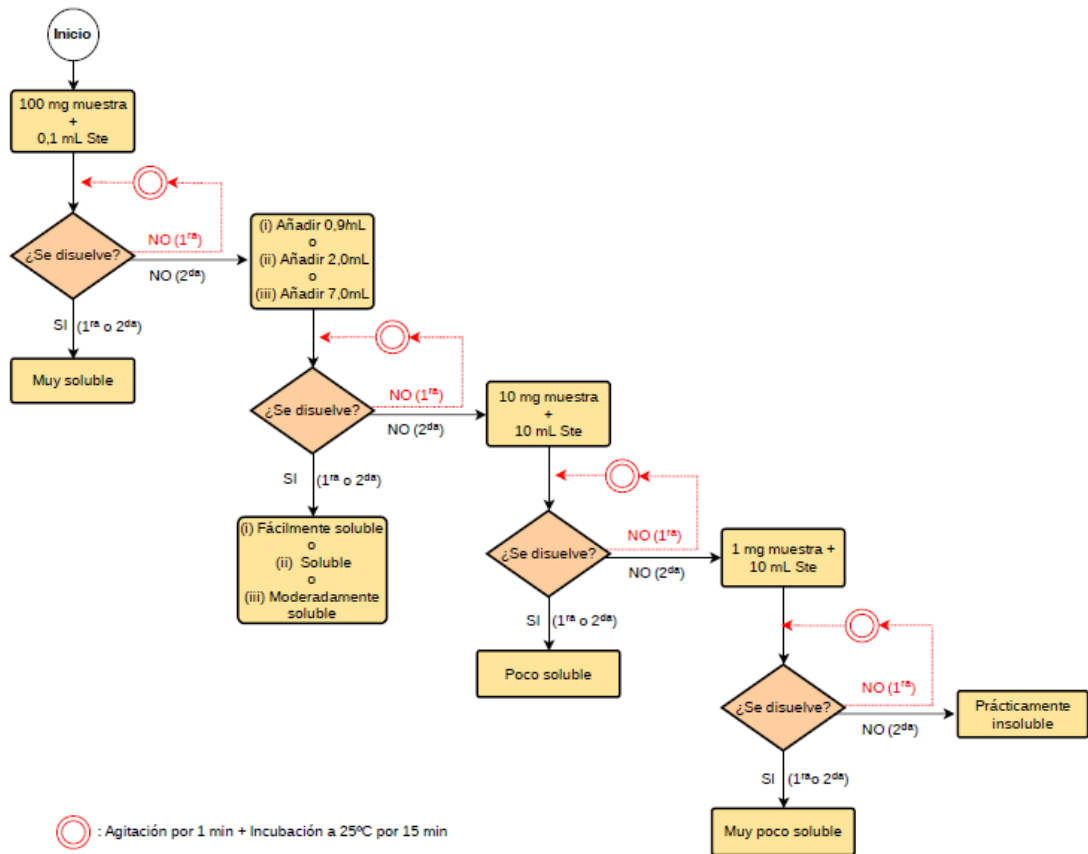 Inicio
100 mg muestra
+
0,1 mL Ste
¿Se disuelve?
NO (1ra)
NO (2da)
SI (1ra o 2da)
Muy soluble
(i) Añadir 0,9mL
o
(ii) Añadir 2,0mL
o
(iii) Añadir 7,0mL
¿Se disuelve?
NO (1ra)
NO (2da)
SI (1ra o 2da)
(i) Fácilmente soluble
o
(ii) Soluble
o
(iii) Moderadamente
soluble
10 mg muestra
+
10 mL Ste
¿Se disuelve?
NO (1ra)
NO (2da)
SI (1ra o 2da)
Poco soluble
1 mg muestra +
10 mL Ste
¿Se disuelve?
NO (1ra)
NO (2da)
SI (1rao 2da)
Muy poco soluble
Prácticamente
insoluble
: Agitación por 1 min + Incubación a 25ºC por 15 min